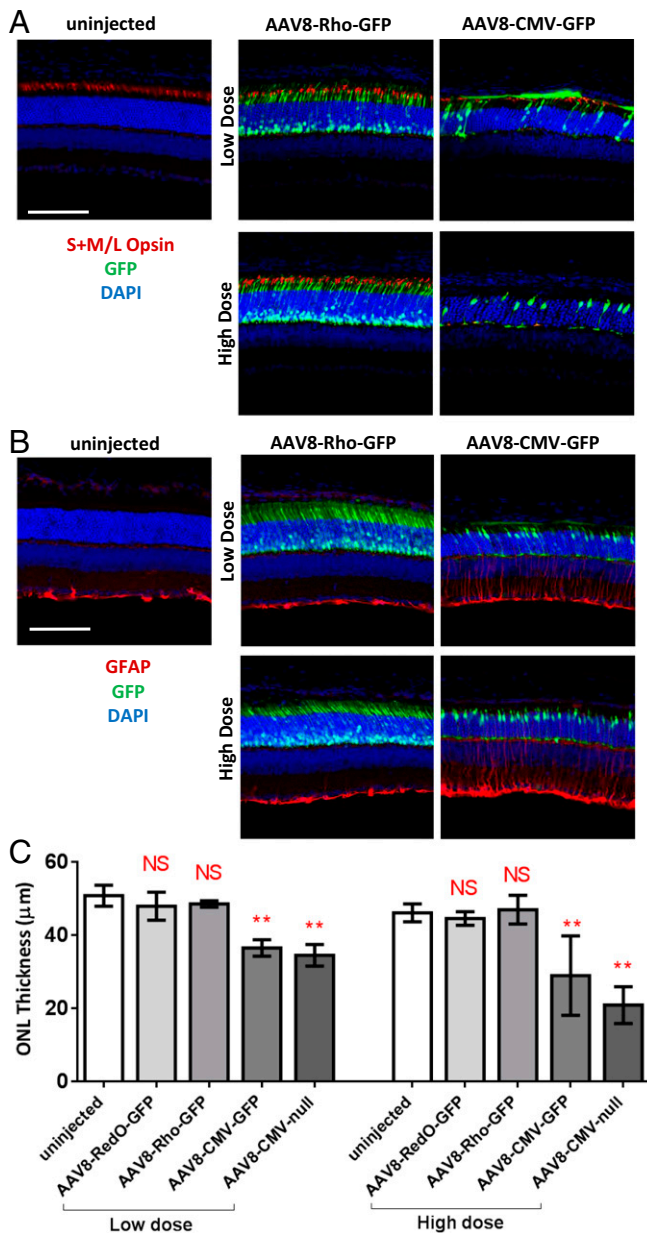 A
uninjected
AAV8-Rho-GFP
AAV8-CMV-GFP
Low Dose
S+M/L Opsin
GFP
DAPI
High Dose
B
uninjected
AAV8-Rho-GFP
AAV8-CMV-GFP
Low Dose
GFAP
GFP
DAPI
High Dose
C
ONL Thickness (μm)
60
40
20
0
NS
NS
**
**
NS
NS
**
**
uninjected
AAV8-RedO-GFP
AAV8-Rho-GFP
AAV8-CMV-GFP
AAV8-CMV-null
uninjected
AAV8-RedO-GFP
AAV8-Rho-GFP
AAV8-CMV-GFP
AAV8-CMV-null
Low dose
High dose